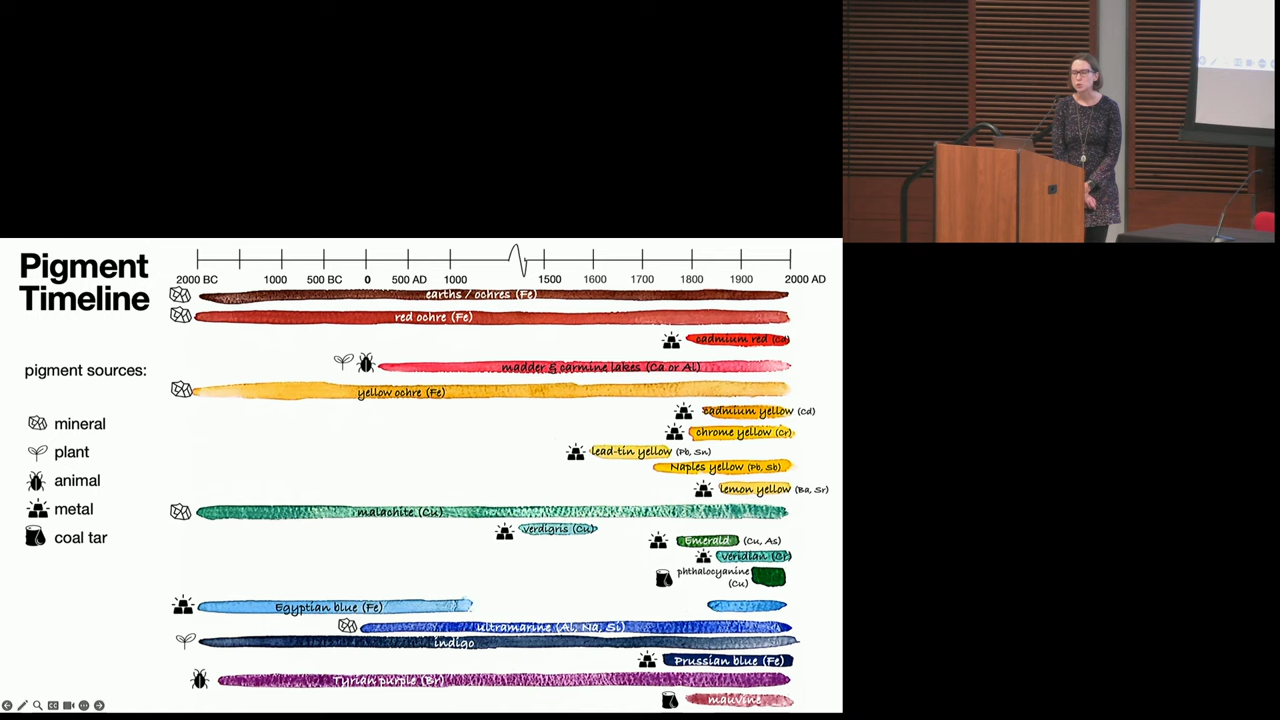 Pigment
Timeline
2000 BC 1000 500 BC 0 500 AD 1000 1500 1600 1700 1800 1900 2000 AD
earths / ochres (Fe)
red ochre (Fe)
cadmium red (Cd)
madder & carmine lakes (Ca or Al)
pigment sources:
yellow ochre (Fe)
cadmium yellow (Cd)
mineral
chrome yellow (Cr)
plant
lead-tin yellow (Pb, Sn)
Naples yellow (Pb, Sb)
animal
lemon yellow (Ba, Sr)
metal
malachite (Cu)
verdigris (Cu)
coal tar
Emerald (Cu, As)
viridian (Cr)
phthalocyanine
(Cu)
Egyptian blue (Fe)
ultramarine (Al, Na, Si)
indigo
Prussian blue (Fe)
Tyrian purple (Br)
mauvine